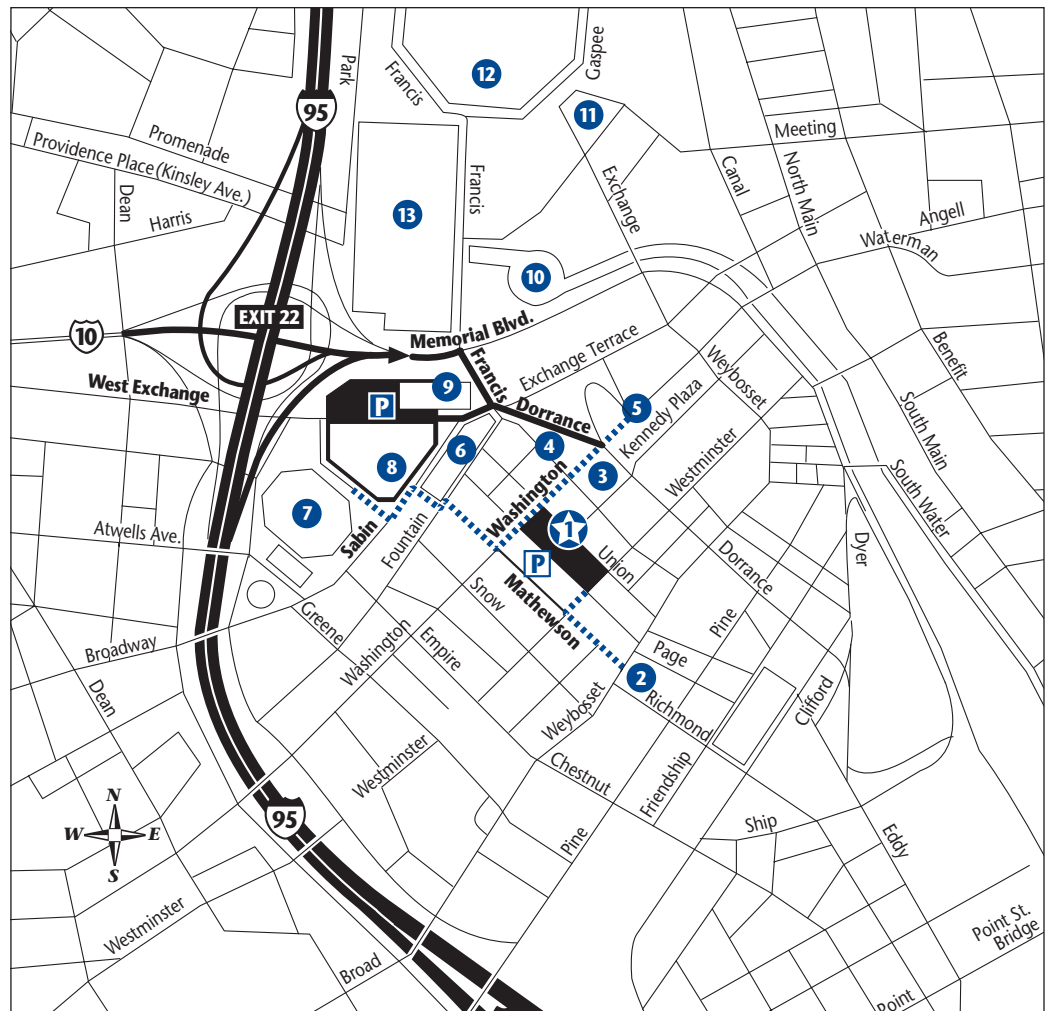 95
Park
Francis
12
Gaspee
11
Promenade
Providence Place (Kinsley Ave.)
Dean
Harris
13
Francis
Exchange
Meeting
Canal
North Main
Angell
Waterman
10
10
EXIT 22
Memorial Blvd.
West Exchange
Francis
Exchange Terrace
Weybosset
Benefit
P
9
Dorrance
5
Kennedy Plaza
South Main
6
4
8
3
Westminster
South Water
7
Washington
Atwells Ave.
Sabin
Fountain
1
Union
P
Dorrance
Dyer
Snow
Mathewson
Greene
Washington
Empire
Pine
Page
Broadway
2
Dean
Weybosset
Richmond
Clifford
Westminster
Chestnut
Friendship
N
W
E
S
95
Ship
Pine
Eddy
Westminster
Broad
Point St.
Bridge
Point